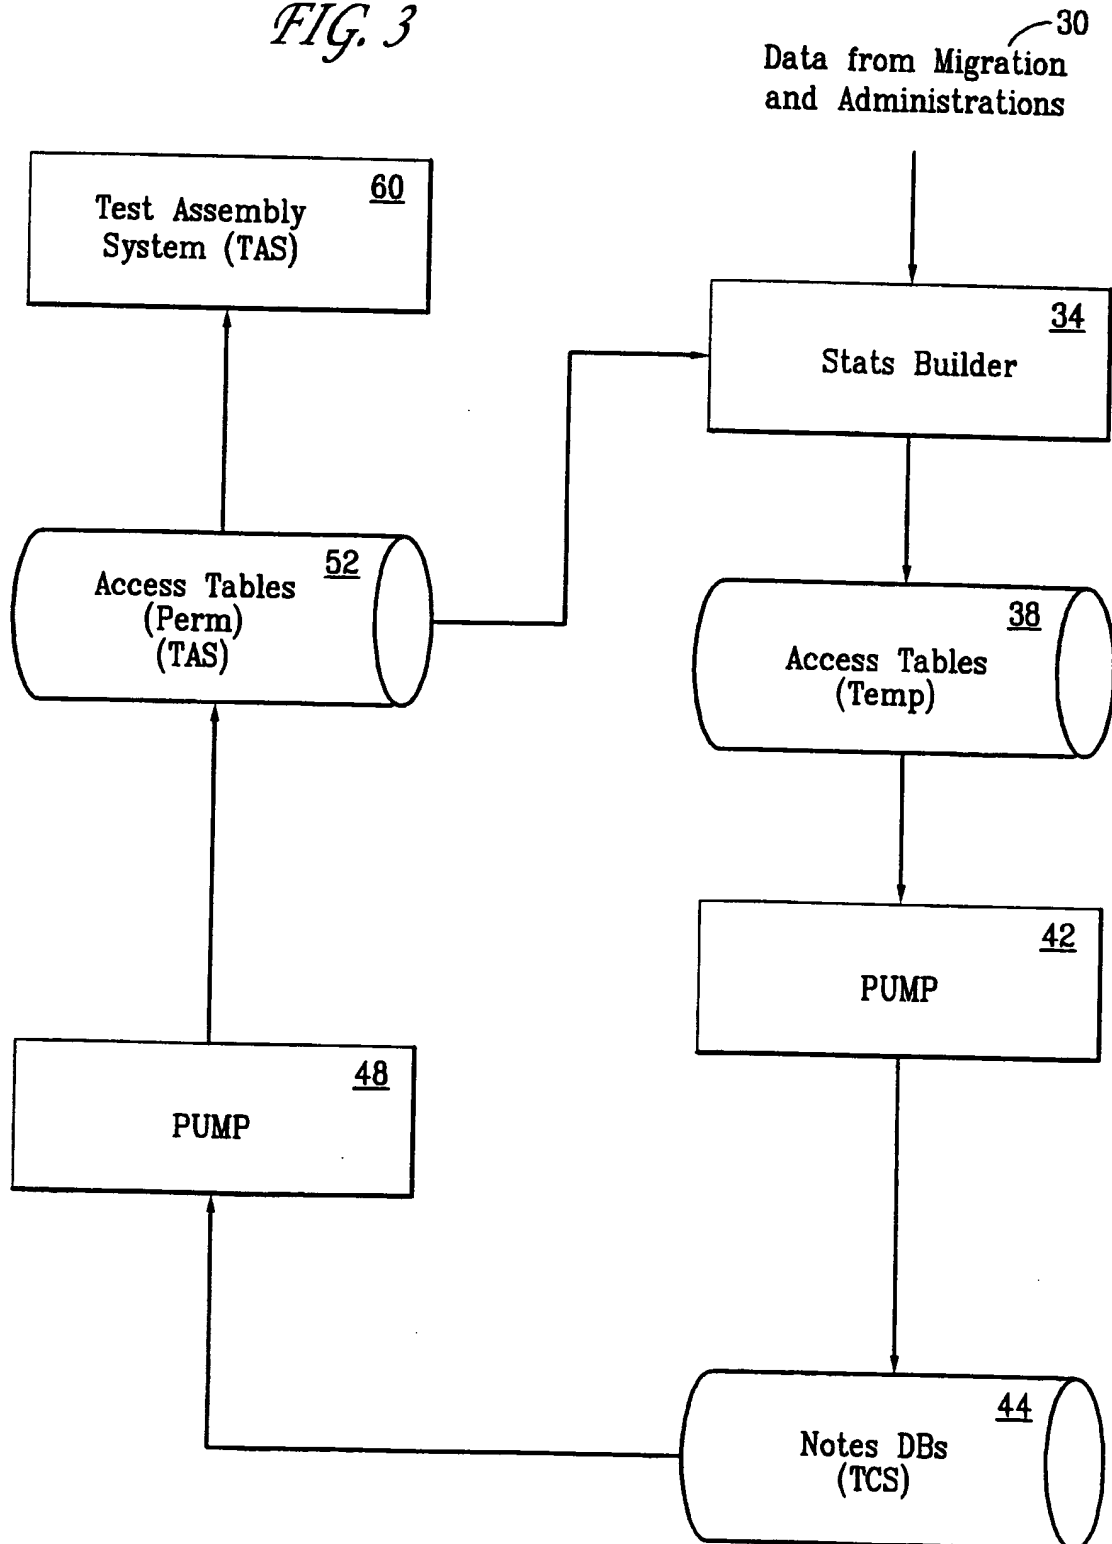 FIG. 3
30
Data from Migration
and Administrations
60
Test Assembly
System (TAS)
34
Stats Builder
52
Access Tables
(Perm)
(TAS)
38
Access Tables
(Temp)
42
PUMP
48
PUMP
44
Notes DBs
(TCS)